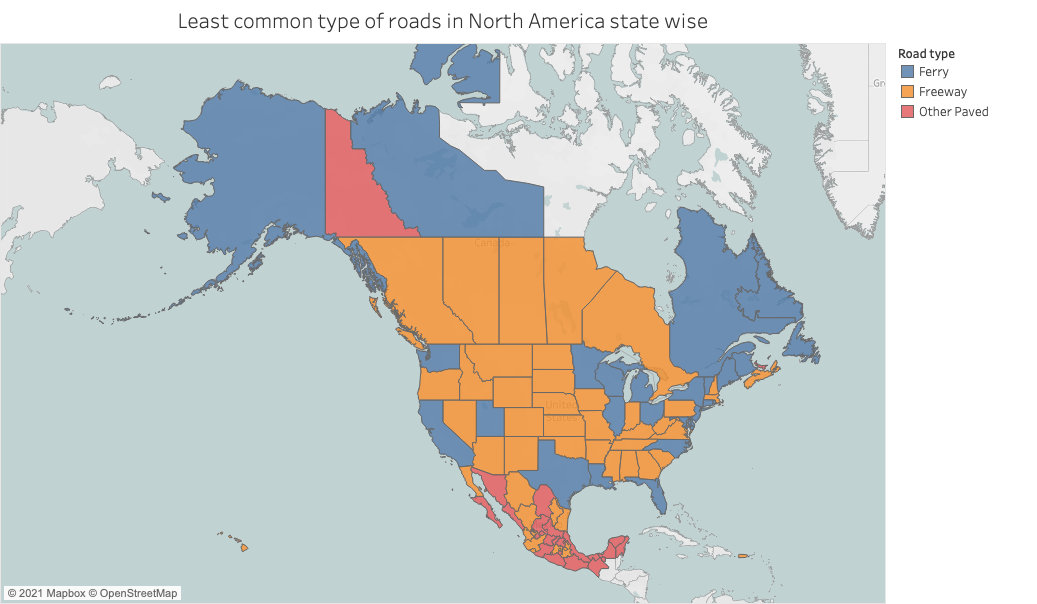 Least common type of roads in North America state wise
Road type
Ferry
Freeway
Other Paved
Gr
Canada
United
States
© 2021 Mapbox © OpenStreetMap